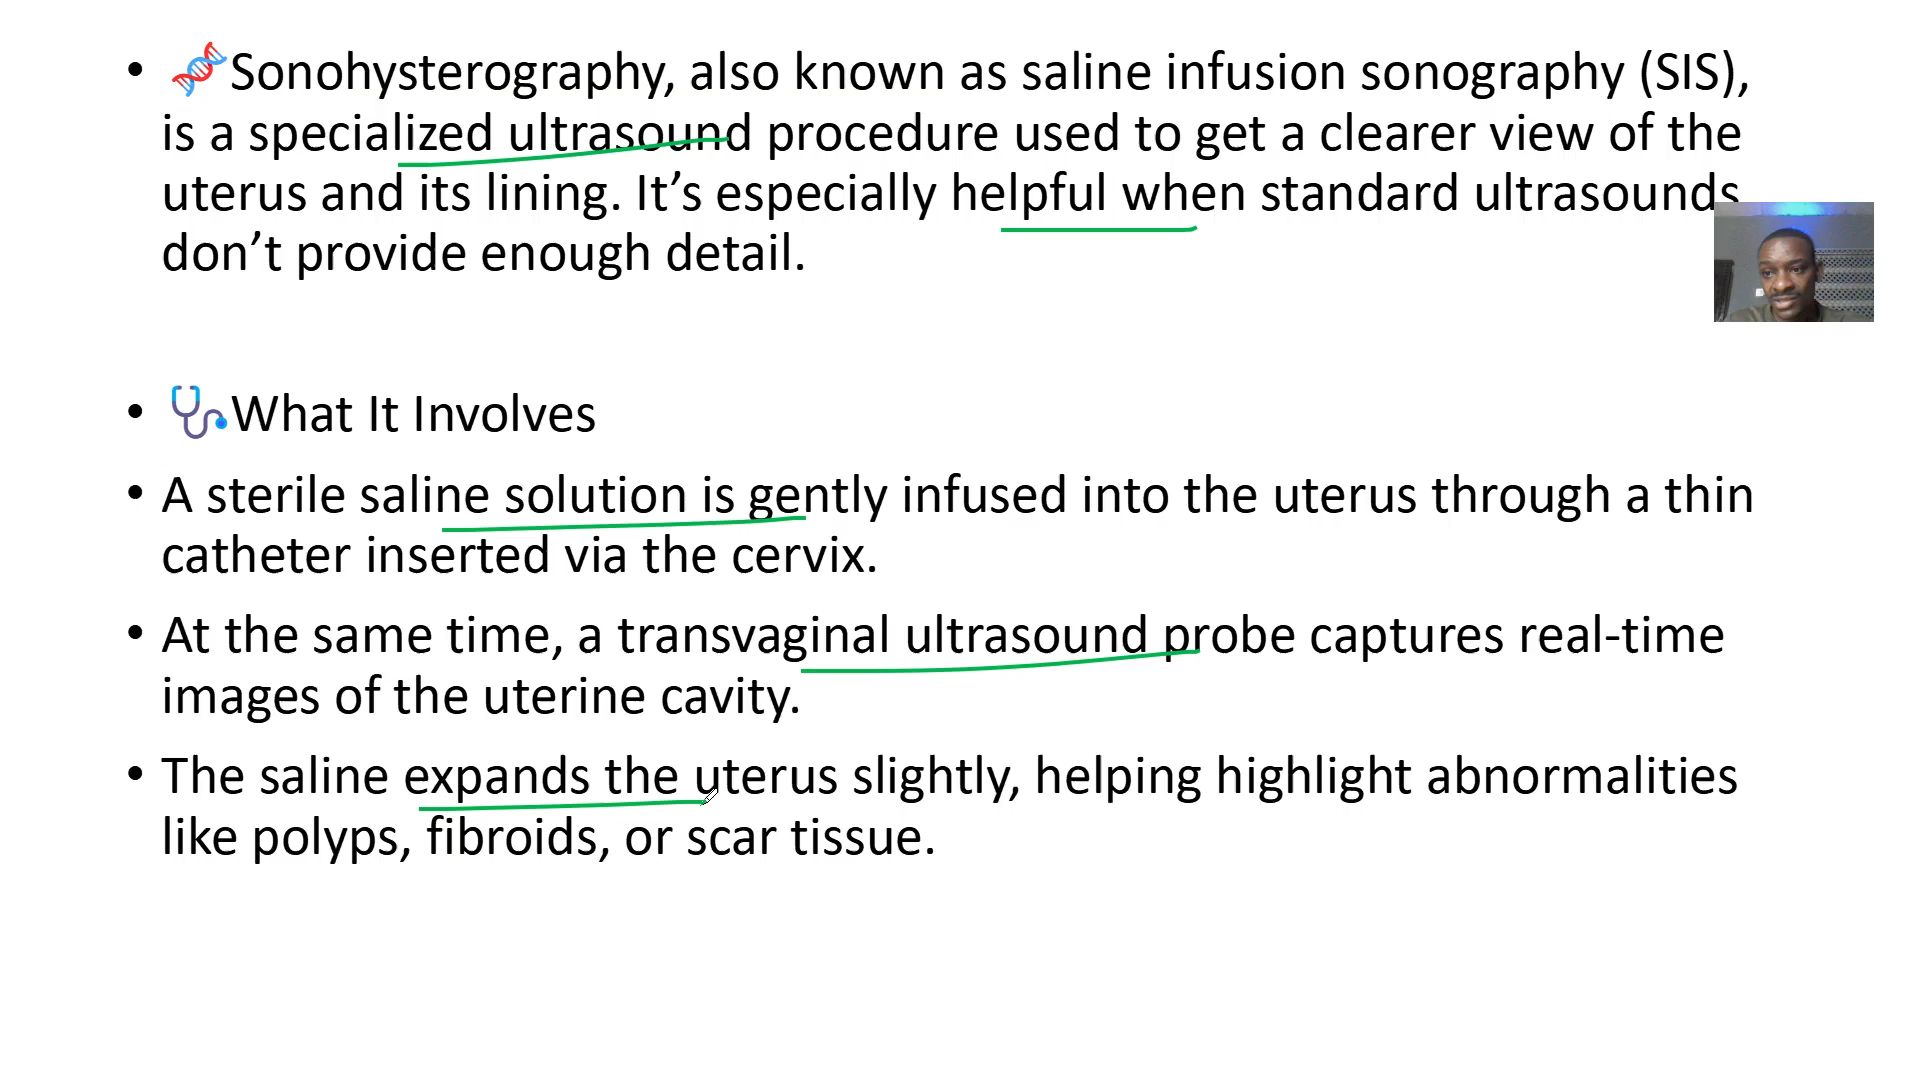 • 🧬Sonohysterography, also known as saline infusion sonography (SIS),
is a specialized ultrasound procedure used to get a clearer view of the
uterus and its lining. It’s especially helpful when standard ultrasounds
don’t provide enough detail.
• 🩺What It Involves
• A sterile saline solution is gently infused into the uterus through a thin
catheter inserted via the cervix.
• At the same time, a transvaginal ultrasound probe captures real-time
images of the uterine cavity.
• The saline expands the uterus slightly, helping highlight abnormalities
like polyps, fibroids, or scar tissue.